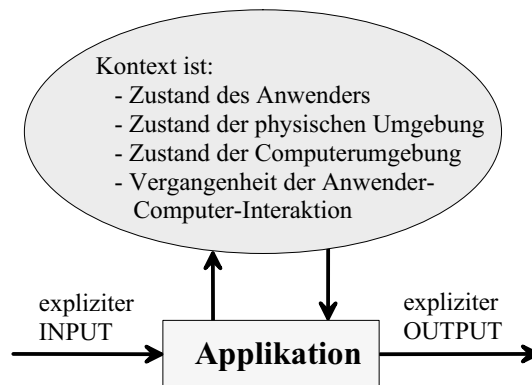 Kontext ist:
- Zustand des Anwenders
- Zustand der physischen Umgebung
- Zustand der Computerumgebung
- Vergangenheit der Anwender-
Computer-Interaktion
expliziter
INPUT
Applikation
expliziter
OUTPUT